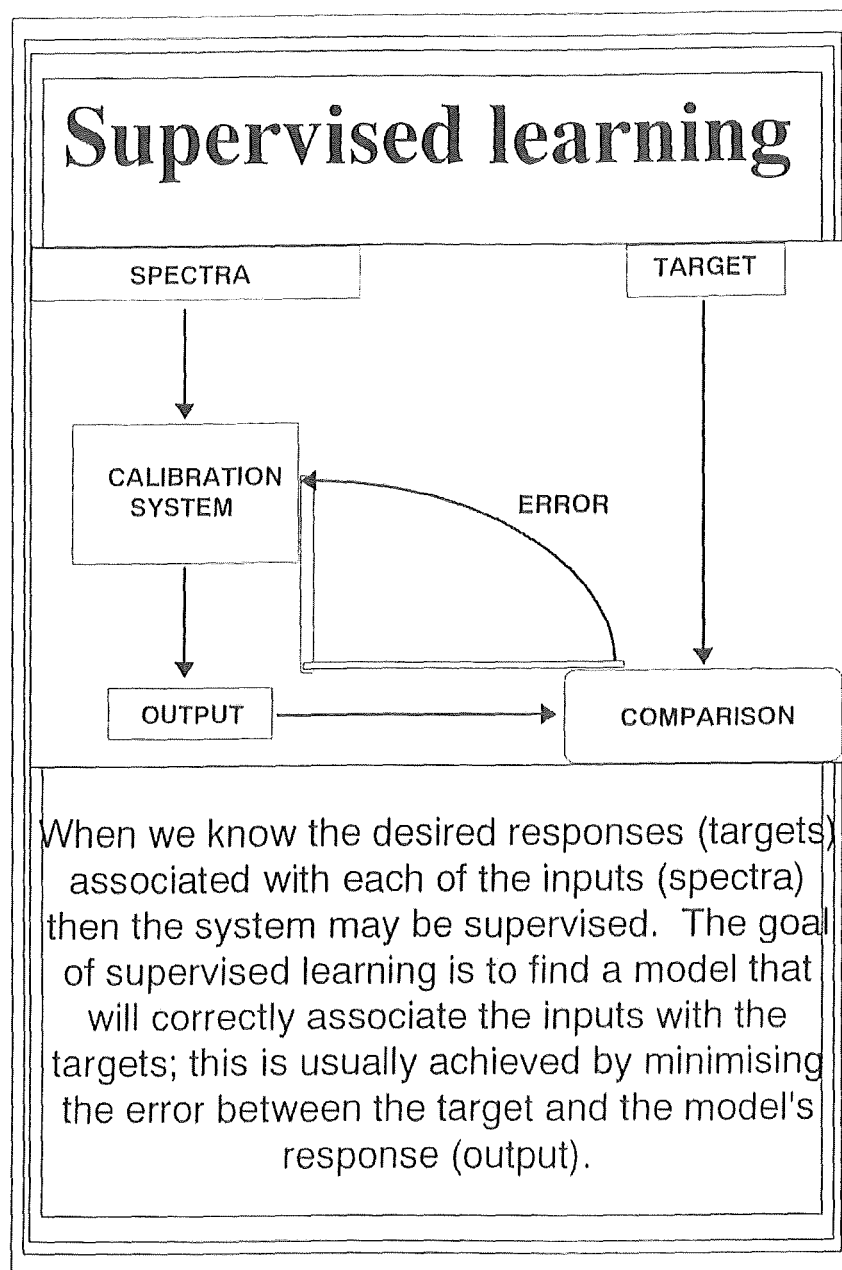 Supervised learning
SPECTRA
TARGET
CALIBRATION
SYSTEM
ERROR
OUTPUT
COMPARISON
When we know the desired responses (targets)
associated with each of the inputs (spectra)
then the system may be supervised. The goal
of supervised learning is to find a model that
will correctly associate the inputs with the
targets; this is usually achieved by minimising
the error between the target and the model's
response (output).